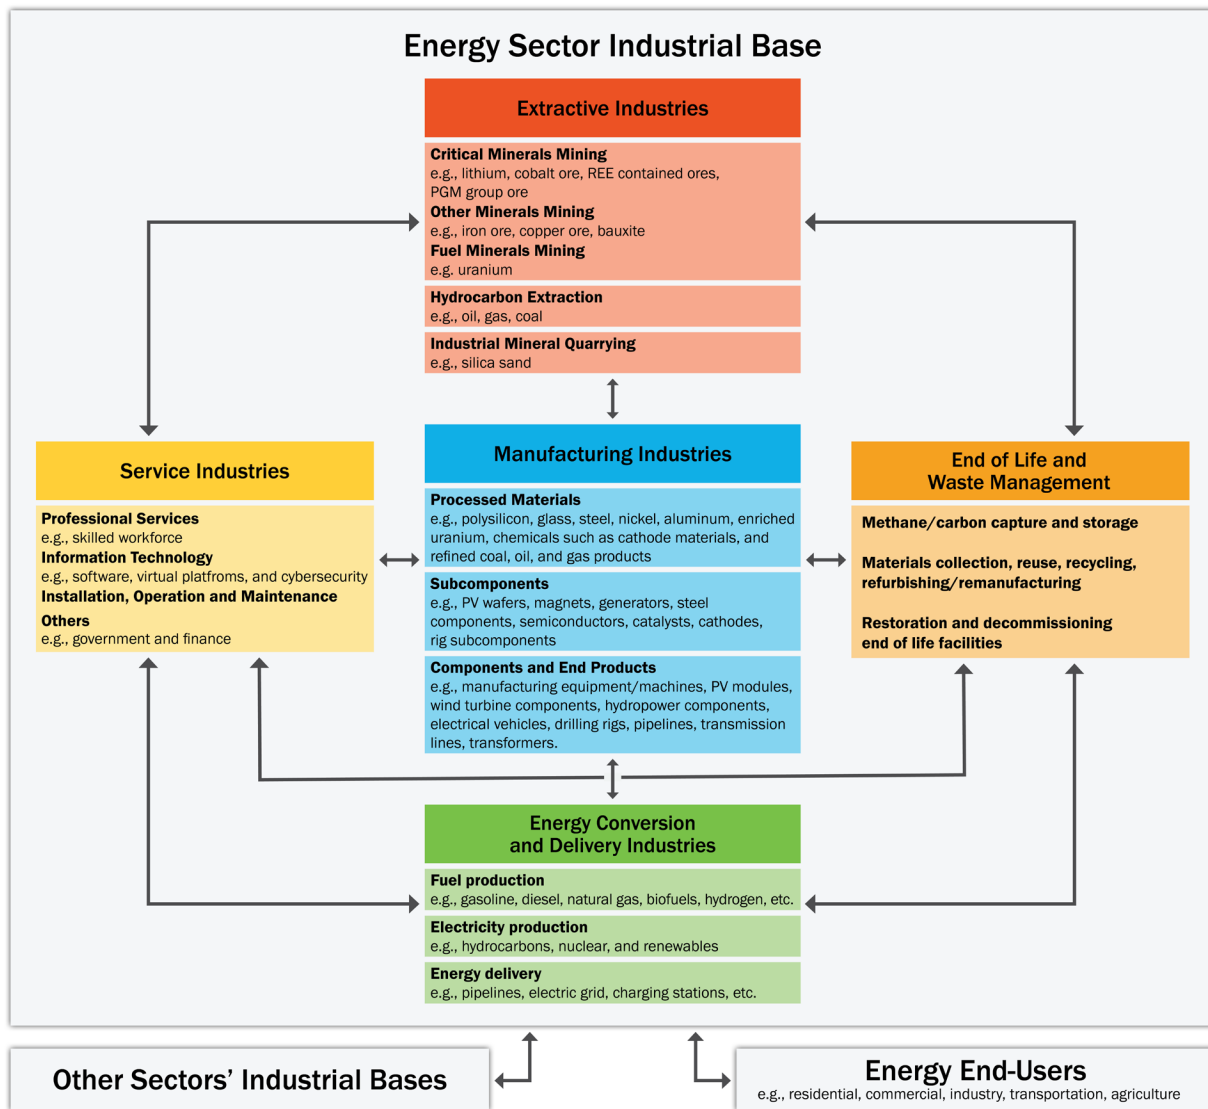 Energy Sector Industrial Base
Extractive Industries
Critical Minerals Mining
e.g., lithium, cobalt ore, REE contained ores,
PGM group ore
Other Minerals Mining
e.g., iron ore, copper ore, bauxite
Fuel Minerals Mining
e.g. uranium
Hydrocarbon Extraction
e.g., oil, gas, coal
Industrial Mineral Quarrying
e.g., silica sand
Service Industries
Professional Services
e.g., skilled workforce
Information Technology
e.g., software, virtual platfroms, and cybersecurity
Installation, Operation and Maintenance
Others
e.g., government and finance
Manufacturing Industries
Processed Materials
e.g., polysilicon, glass, steel, nickel, aluminum, enriched
uranium, chemicals such as cathode materials, and
refined coal, oil, and gas products
Subcomponents
e.g., PV wafers, magnets, generators, steel
components, semiconductors, catalysts, cathodes,
rig subcomponents
Components and End Products
e.g., manufacturing equipment/machines, PV modules,
wind turbine components, hydropower components,
electrical vehicles, drilling rigs, pipelines, transmission
lines, transformers.
End of Life and
Waste Management
Methane/carbon capture and storage
Materials collection, reuse, recycling,
refurbishing/remanufacturing
Restoration and decommissioning
end of life facilities
Energy Conversion
and Delivery Industries
Fuel production
e.g., gasoline, diesel, natural gas, biofuels, hydrogen, etc.
Electricity production
e.g., hydrocarbons, nuclear, and renewables
Energy delivery
e.g., pipelines, electric grid, charging stations, etc.
Other Sectors' Industrial Bases
Energy End-Users
e.g., residential, commercial, industry, transportation, agriculture